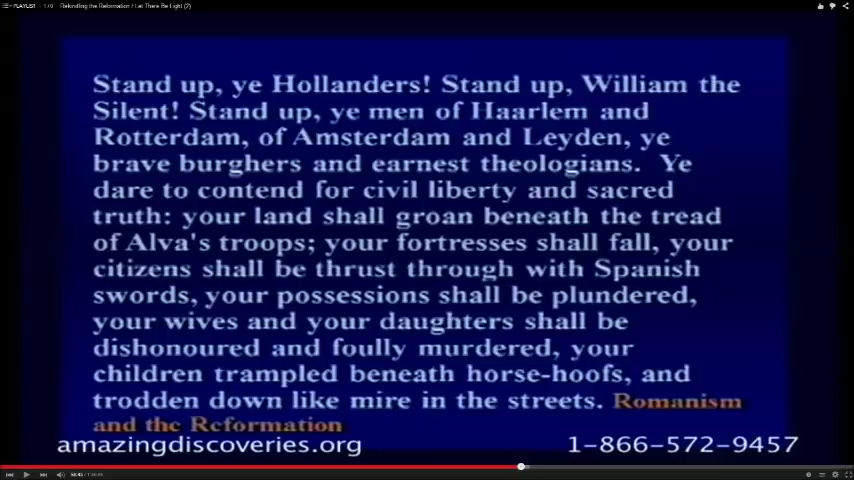 PLAYLIST
Rekindling the Reformation / Let There Be Light (2)
Stand up, ye Hollanders! Stand up, William the
Silent! Stand up, ye men of Haarlem and
Rotterdam, of Amsterdam and Leyden, ye
brave burghers and earnest theologians. Ye
dare to contend for civil liberty and sacred
truth: your land shall groan beneath the tread
of Alva's troops; your fortresses shall fall, your
citizens shall be thrust through with Spanish
swords, your possessions shall be plundered,
your wives and your daughters shall be
dishonoured and foully murdered, your
children trampled beneath horse-hoofs, and
trodden down like mire in the streets. Romanism
and the Reformation
amazingdiscoveries.org 1-866-572-9457